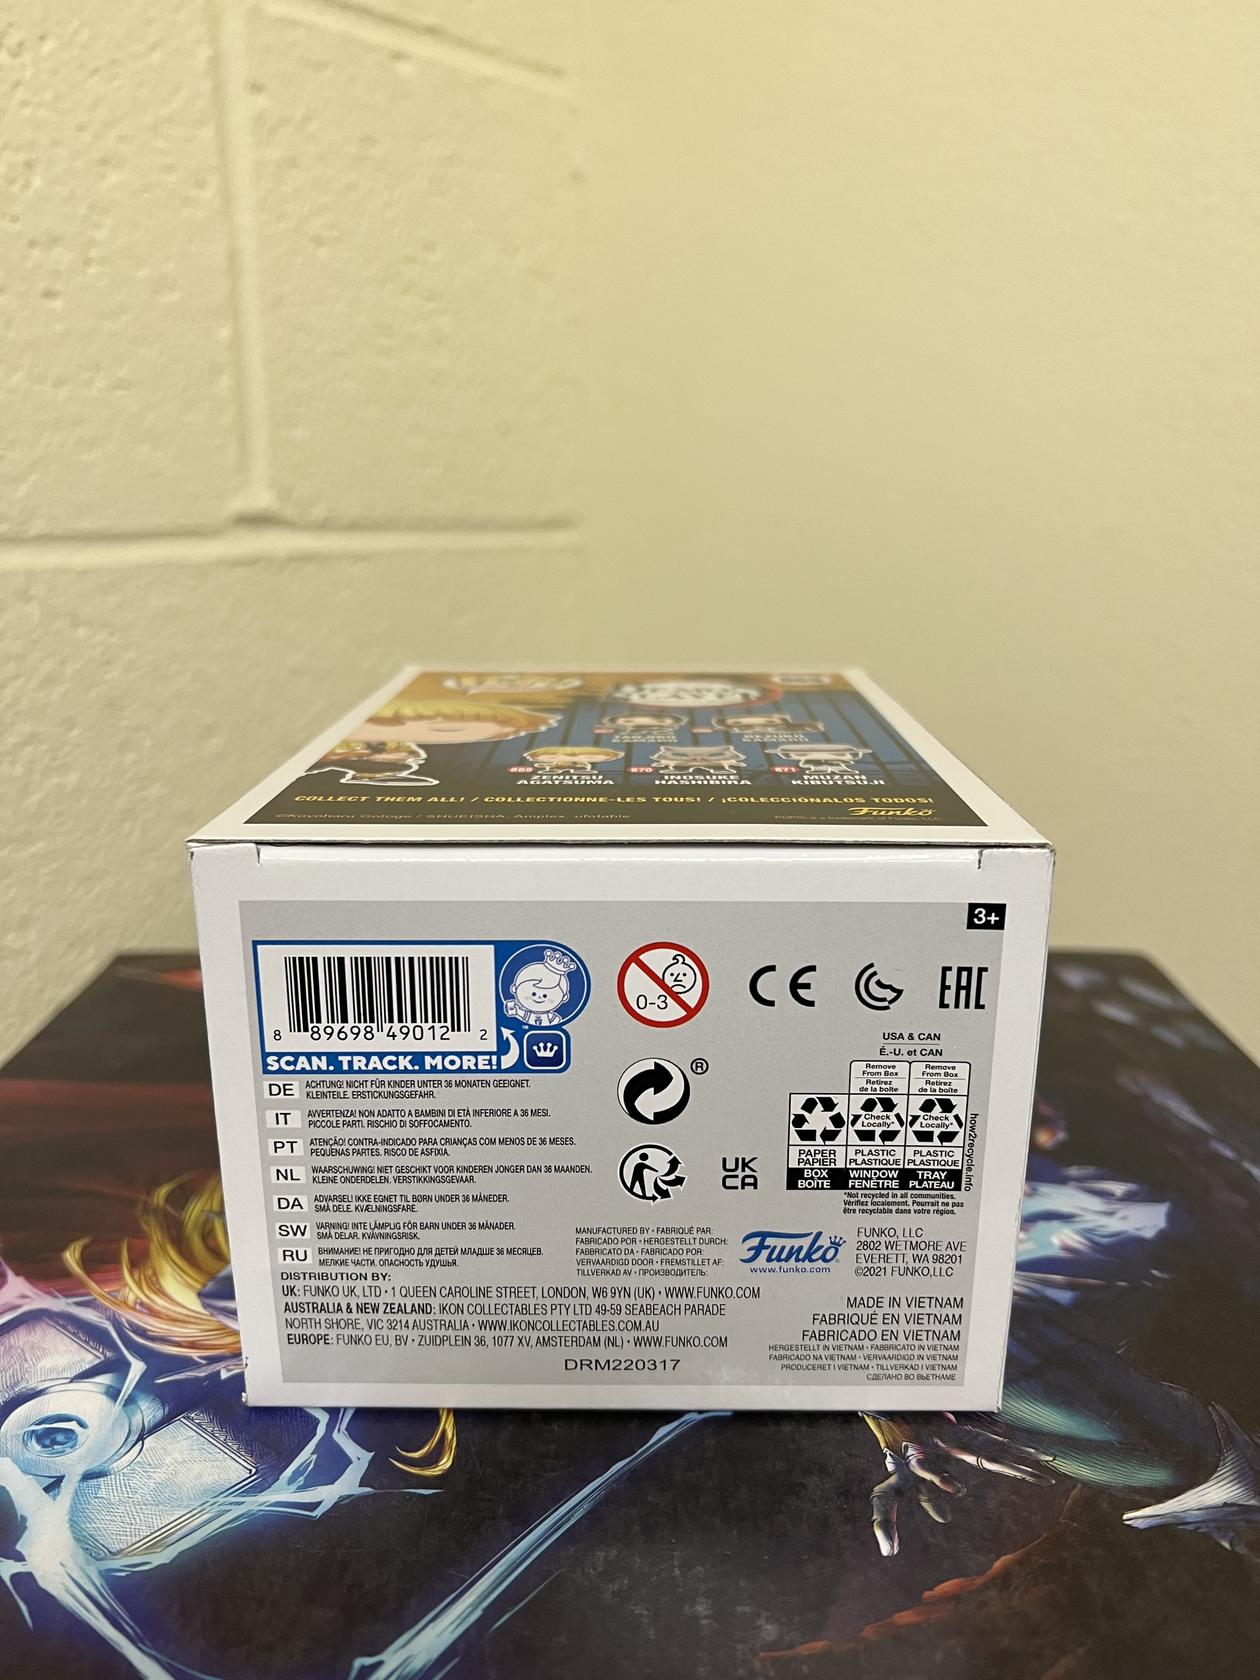 869
ZENITSU
AGATSUMA
870
INOSUKE
HASHIBIRA
871
MUZAN
KIBUTSUJI
COLLECT THEM ALL! / COLLECTIONNE-LES TOUS! / ¡COLECCIÓNALOS TODOS!
©Koyoharu Gotoge / SHUEISHA, Aniplex, ufotable
Funko
3+
8 89698 49012 2
SCAN. TRACK. MORE!
™
0-3
CE
EAC
®
UK
CA
USA & CAN
É.-U. et CAN
Remove
From Box
Retirez
de la boîte
Remove
From Box
Retirez
de la boîte
Check
Locally*
Check
Locally*
PAPER
PAPIER
PLASTIC
PLASTIQUE
PLASTIC
PLASTIQUE
BOX
BOÎTE
WINDOW
FENÊTRE
TRAY
PLATEAU
how2recycle.info
*Not recycled in all communities.
Vérifiez localement. Pourrait ne pas
être recyclable dans votre région.
DE ACHTUNG! NICHT FÜR KINDER UNTER 36 MONATEN GEEIGNET.
KLEINTEILE. ERSTICKUNGSGEFAHR.
IT AVVERTENZA! NON ADATTO A BAMBINI DI ETÀ INFERIORE A 36 MESI.
PICCOLE PARTI. RISCHIO DI SOFFOCAMENTO.
PT ATENÇÃO! CONTRA-INDICADO PARA CRIANÇAS COM MENOS DE 36 MESES.
PEQUENAS PARTES. RISCO DE ASFIXIA.
NL WAARSCHUWING! NIET GESCHIKT VOOR KINDEREN JONGER DAN 36 MAANDEN.
KLEINE ONDERDELEN. VERSTIKKINGSGEVAAR.
DA ADVARSEL! IKKE EGNET TIL BØRN UNDER 36 MÅNEDER.
SMÅ DELE. KVÆLNINGSFARE.
SW VARNING! INTE LÄMPLIG FÖR BARN UNDER 36 MÅNADER.
SMÅ DELAR. KVÄVNINGSRISK.
RU ВНИМАНИЕ! НЕ ПРИГОДНО ДЛЯ ДЕТЕЙ МЛАДШЕ 36 МЕСЯЦЕВ.
МЕЛКИЕ ЧАСТИ. ОПАСНОСТЬ УДУШЬЯ.
MANUFACTURED BY • FABRIQUÉ PAR:
FABRICADO POR • HERGESTELLT DURCH:
FABBRICATO DA • FABRICADO POR:
VERVAARDIGD DOOR • FREMSTILLET AF:
TILLVERKAD AV • ПРОИЗВОДИТЕЛЬ:
Funko
www.funko.com
FUNKO, LLC
2802 WETMORE AVE
EVERETT, WA 98201
©2021 FUNKO,LLC
DISTRIBUTION BY:
UK: FUNKO UK, LTD • 1 QUEEN CAROLINE STREET, LONDON, W6 9YN (UK) • WWW.FUNKO.COM
AUSTRALIA & NEW ZEALAND: IKON COLLECTABLES PTY LTD 49-59 SEABEACH PARADE
NORTH SHORE, VIC 3214 AUSTRALIA • WWW.IKONCOLLECTABLES.COM.AU
EUROPE: FUNKO EU, BV • ZUIDPLEIN 36, 1077 XV, AMSTERDAM (NL) • WWW.FUNKO.COM
DRM220317
MADE IN VIETNAM
FABRIQUÉ EN VIETNAM
FABRICADO EN VIETNAM
HERGESTELLT IN VIETNAM • FABBRICATO IN VIETNAM
FABRICADO NA VIETNAM • VERVAARDIGD IN VIETNAM
PRODUCERET I VIETNAM • TILLVERKAD I VIETNAM
СДЕЛАНО ВО ВЬЕТНАМЕ